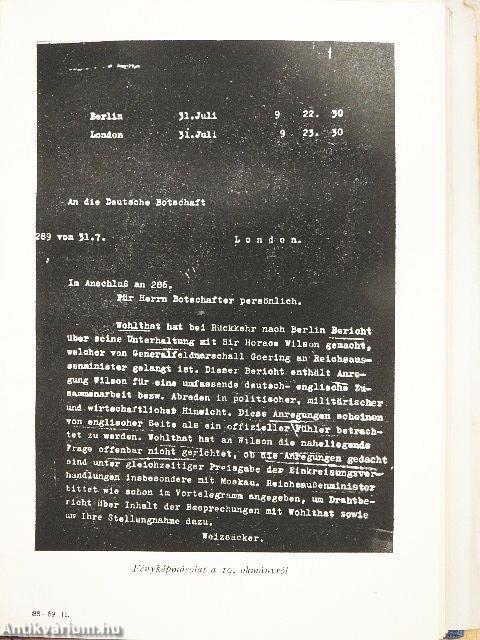 Berlin 31.Juli 9 22. 30
London 31.Juli 9 23. 30
An die Deutsche Botschaft
289 vom 31.7. London.
Im Anschluß an 286.
Für Herrn Botschafter persönlich.
Wohlthat hat bei Rückkehr nach Berlin Bericht
über seine Unterhaltung mit Sir Horace Wilson gemacht,
welcher von Generalfeldmarschall Goering an Reichsaus-
senminister gelangt ist. Dieser Bericht enthält Anre-
gung Wilson für eine umfassende deutsch-englische Zu-
sammenarbeit bezw. Abreden in politischer, militärischer
und wirtschaftlicher Hinsicht. Diese Anregungen scheinen
von englischer Seite als ein offizieller Fühler betrach-
tet zu werden. Wohlthat hat an Wilson die naheliegende
Frage offenbar nicht gerichtet, ob die Anregungen gedacht
sind unter gleichzeitiger Preisgabe der Einkreisungsver-
handlungen insbesondere mit Moskau. Reichsaußenminister
bittet wie schon im Vortelegramm angegeben, um Drahtbe-
richt über Inhalt der Besprechungen mit Wohlthat sowie
um Ihre Stellungnahme dazu.
Weizsäcker.
Fényképmásolat a 19. okmányról
88-89 II.
Antikvárium.hu